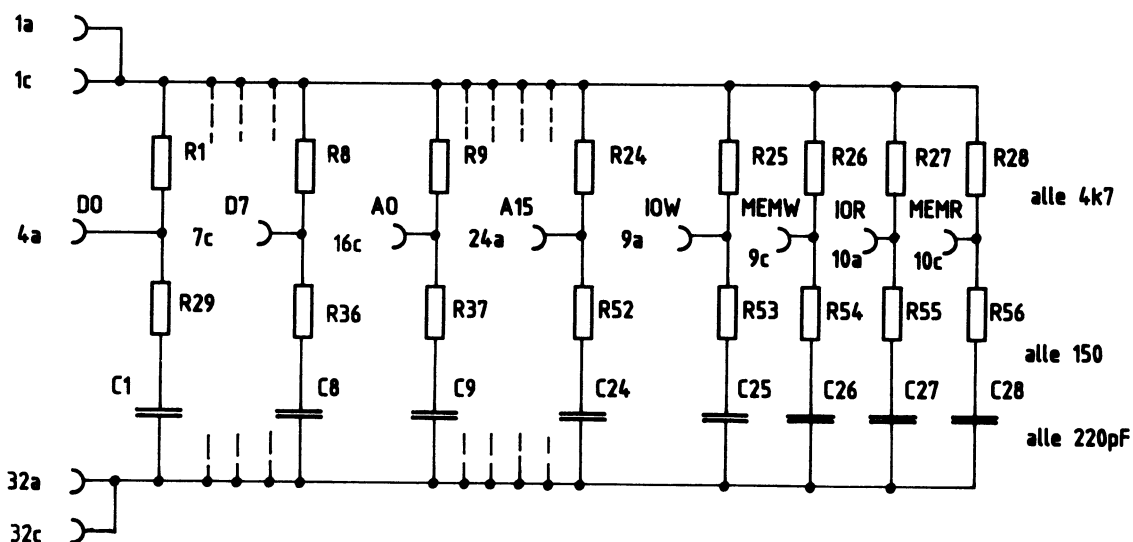 1a
1c
R1 R8 R9 R24 R25 R26 R27 R28
alle 4k7
D0 D7 A0 A15 IOW MEMW IOR MEMR
4a 7c 16c 24a 9a 9c 10a 10c
R29 R36 R37 R52 R53 R54 R55 R56
alle 150
C1 C8 C9 C24 C25 C26 C27 C28
alle 220pF
32a
32c